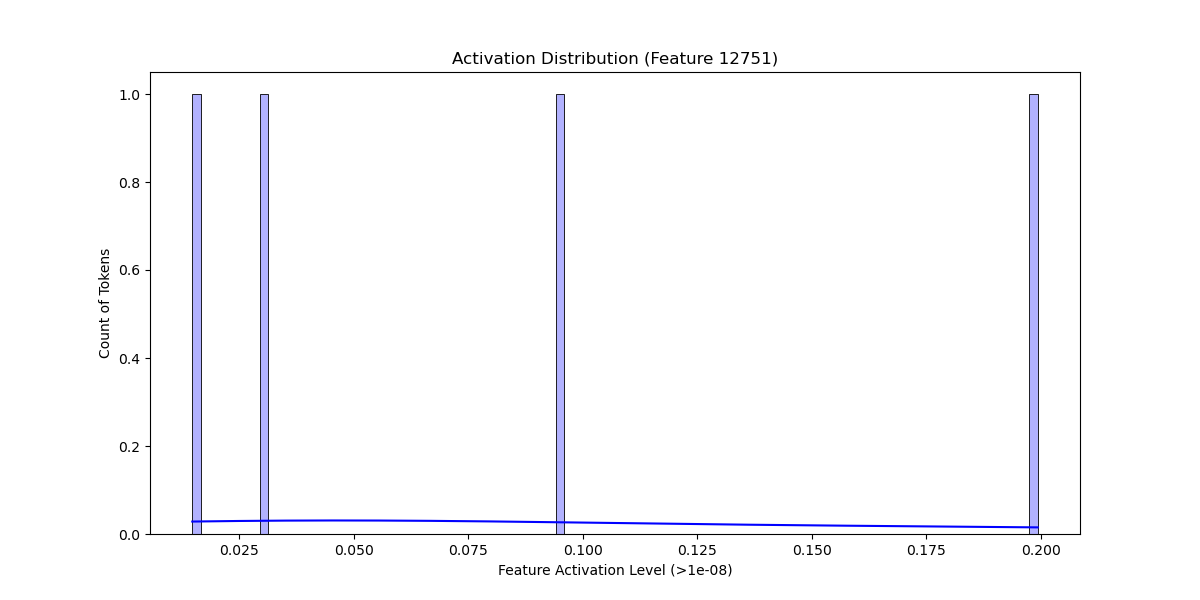 Activation Distribution (Feature 12751)
1.0
0.8
0.6
0.4
0.2
0.0
Count of Tokens
0.025 0.050 0.075 0.100 0.125 0.150 0.175 0.200
Feature Activation Level (>1e-08)